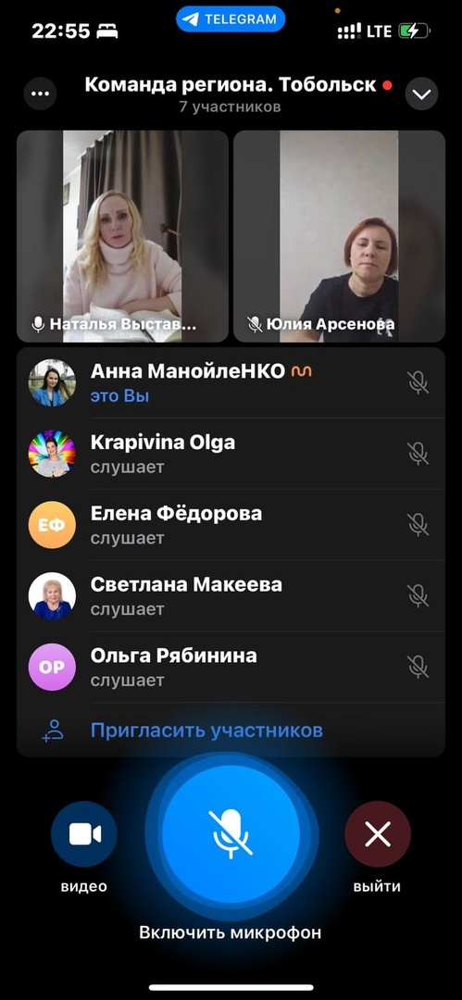 22:55
TELEGRAM
LTE
Команда региона. Тобольск
7 участников
Наталья Выстав...
Юлия Арсенова
Анна МанойлеНКО
это Вы
Krapivina Olga
слушает
ЕФ
Елена Фёдорова
слушает
Светлана Макеева
слушает
ОР
Ольга Рябинина
слушает
Пригласить участников
видео
выйти
Включить микрофон